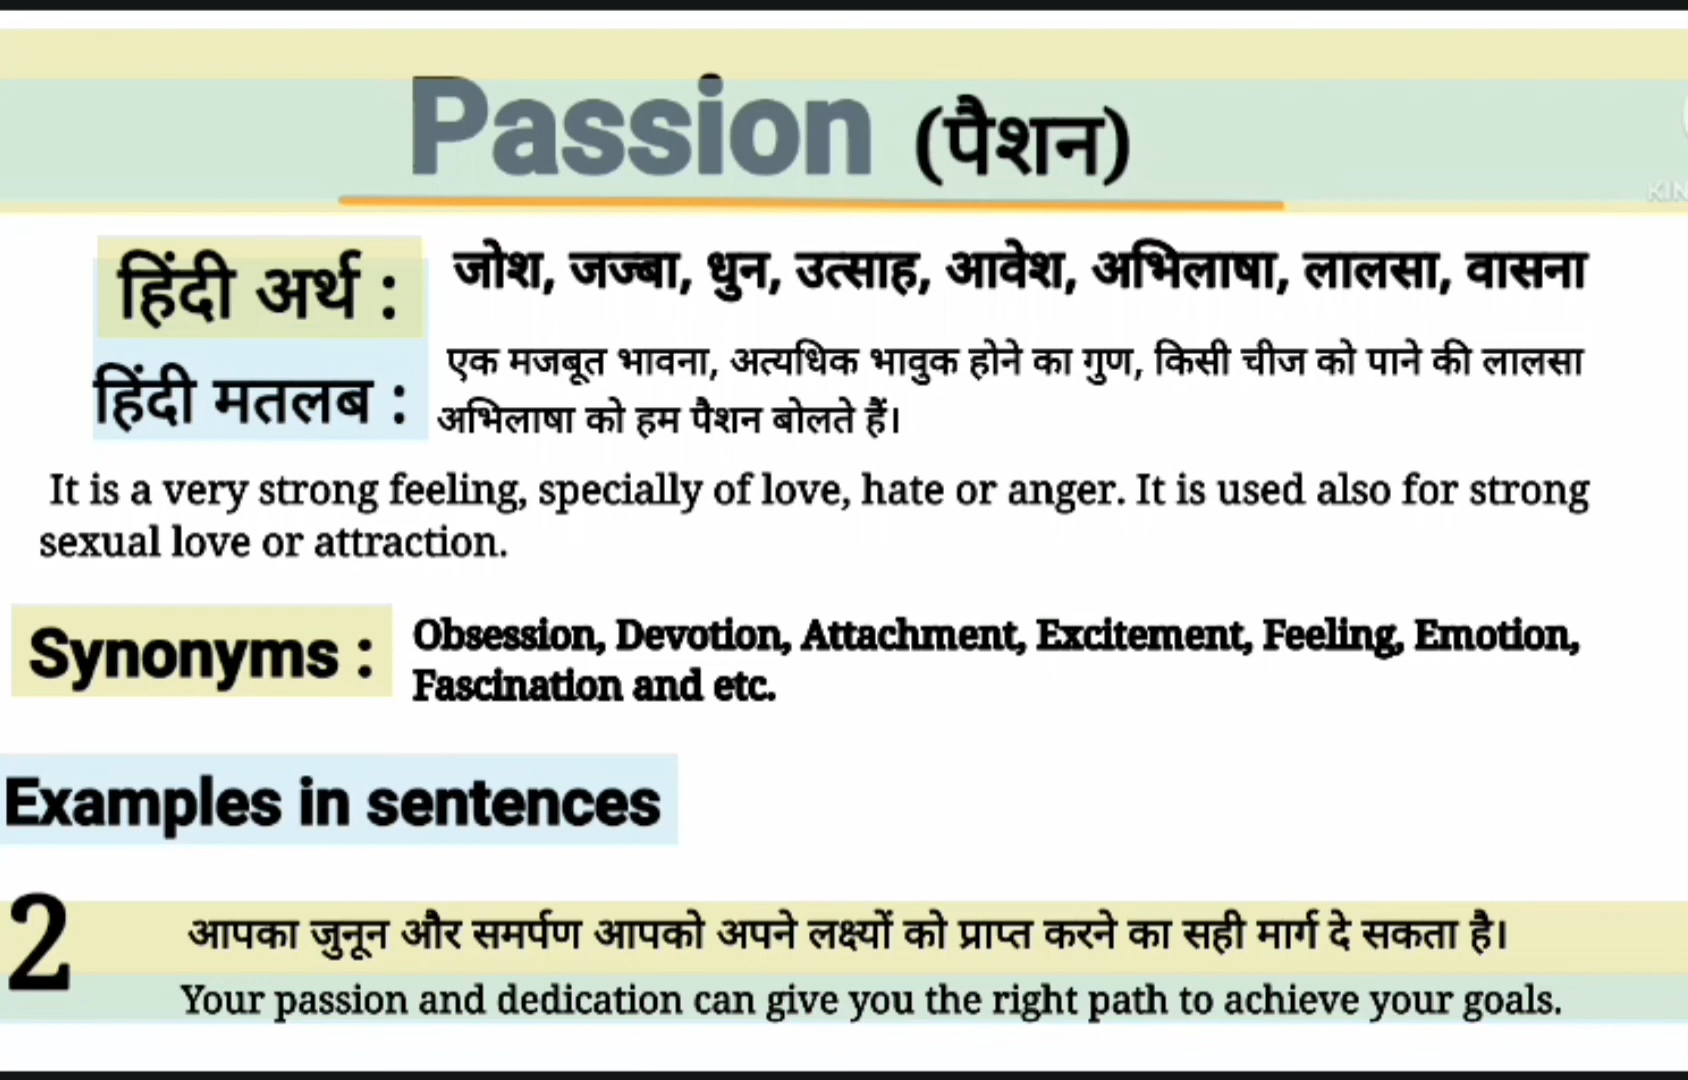 Passion (पैशन)
KIN
हिंदी अर्थ : जोश, जज्बा, धुन, उत्साह, आवेश, अभिलाषा, लालसा, वासना
हिंदी मतलब : एक मजबूत भावना, अत्यधिक भावुक होने का गुण, किसी चीज को पाने की लालसा
अभिलाषा को हम पैशन बोलते हैं।
It is a very strong feeling, specially of love, hate or anger. It is used also for strong
sexual love or attraction.
Synonyms : Obsession, Devotion, Attachment, Excitement, Feeling, Emotion,
Fascination and etc.
Examples in sentences
2 आपका जुनून और समर्पण आपको अपने लक्ष्यों को प्राप्त करने का सही मार्ग दे सकता है।
Your passion and dedication can give you the right path to achieve your goals.